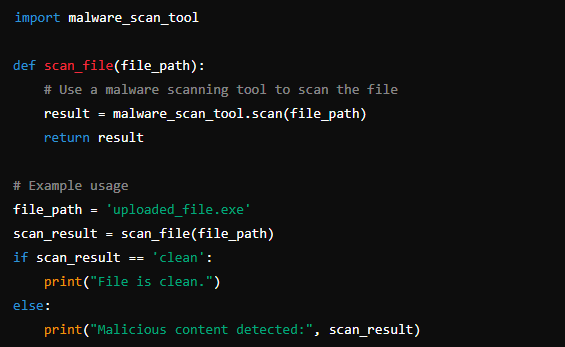 import malware_scan_tool

def scan_file(file_path):
    # Use a malware scanning tool to scan the file
    result = malware_scan_tool.scan(file_path)
    return result

# Example usage
file_path = 'uploaded_file.exe'
scan_result = scan_file(file_path)
if scan_result == 'clean':
    print("File is clean.")
else:
    print("Malicious content detected:", scan_result)